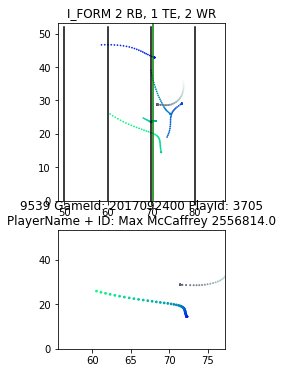 I_FORM 2 RB, 1 TE, 2 WR
50
40
30
20
10
0
50 60 70 80
9539 GameId: 2017092400 PlayId: 3705
PlayerName + ID: Max McCaffrey 2556814.0
40
20
0
60 65 70 75